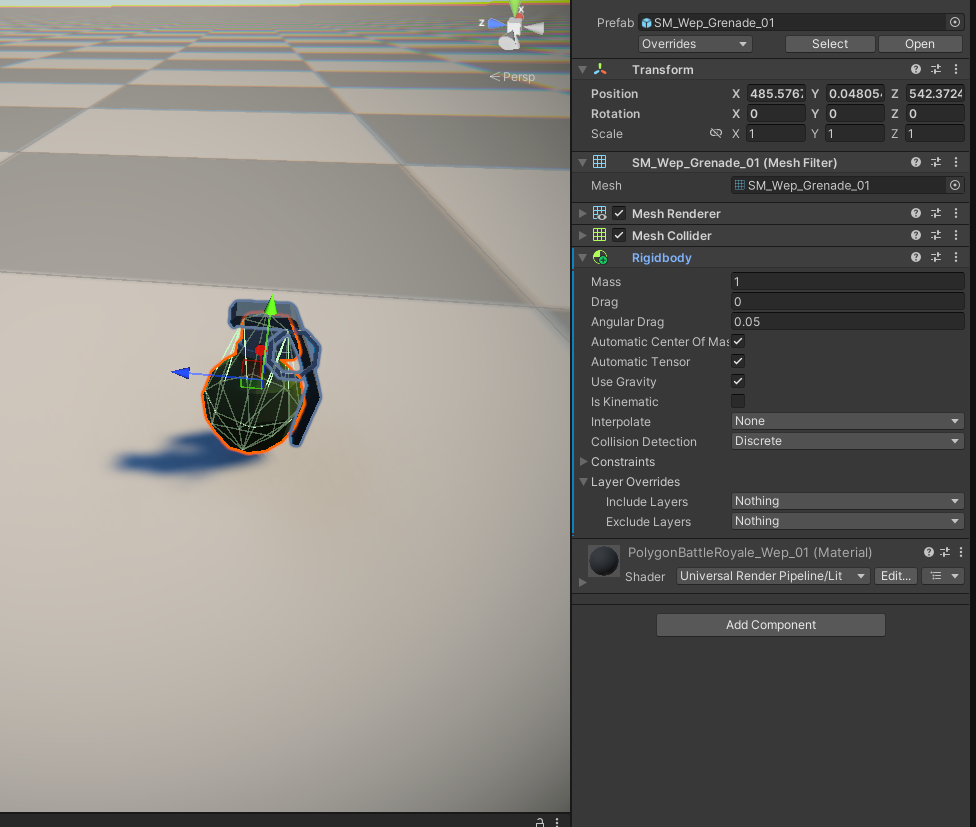 x
z
Persp
Prefab SM_Wep_Grenade_01
Overrides Select Open
Transform
Position X 485.576 Y 0.0480 Z 542.3724
Rotation X 0 Y 0 Z 0
Scale X 1 Y 1 Z 1
SM_Wep_Grenade_01 (Mesh Filter)
Mesh SM_Wep_Grenade_01
Mesh Renderer
Mesh Collider
Rigidbody
Mass 1
Drag 0
Angular Drag 0.05
Automatic Center Of Mas
Automatic Tensor
Use Gravity
Is Kinematic
Interpolate None
Collision Detection Discrete
Constraints
Layer Overrides
Include Layers Nothing
Exclude Layers Nothing
PolygonBattleRoyale_Wep_01 (Material)
Shader Universal Render Pipeline/Lit Edit...
Add Component